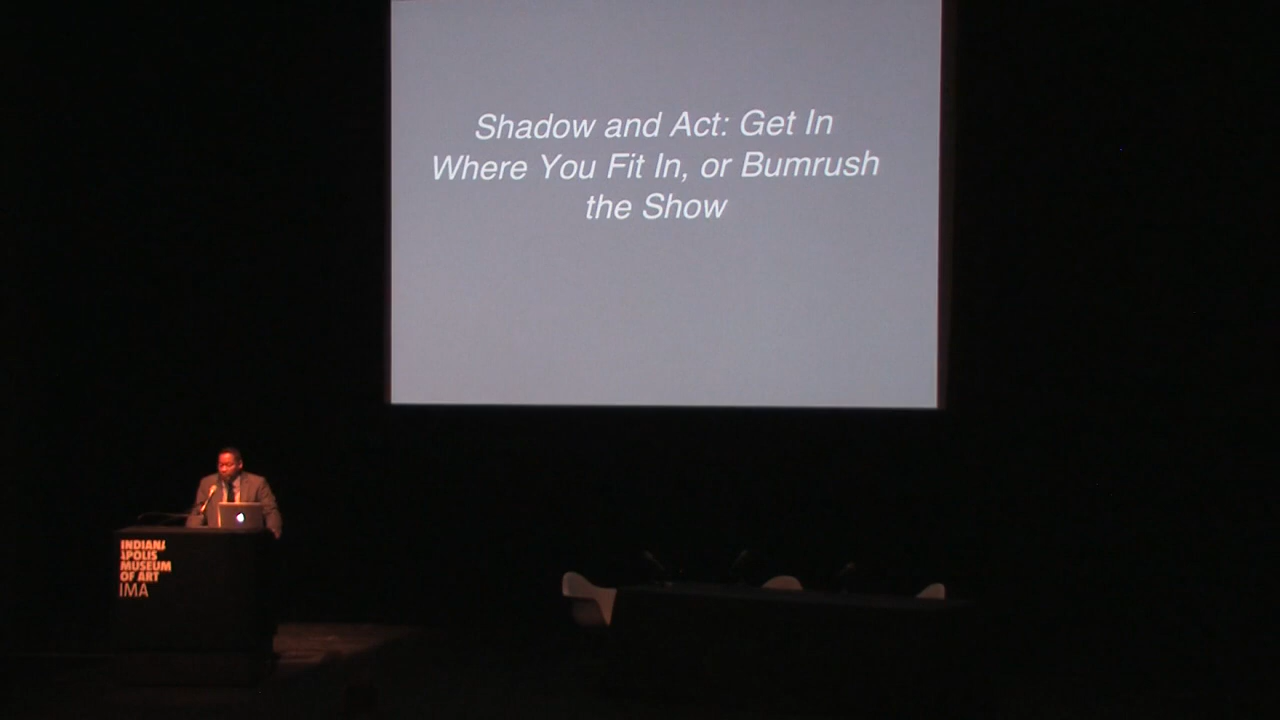 Shadow and Act: Get In
Where You Fit In, or Bumrush
the Show
INDIANA
APOLIS
MUSEUM
OF ART
IMA